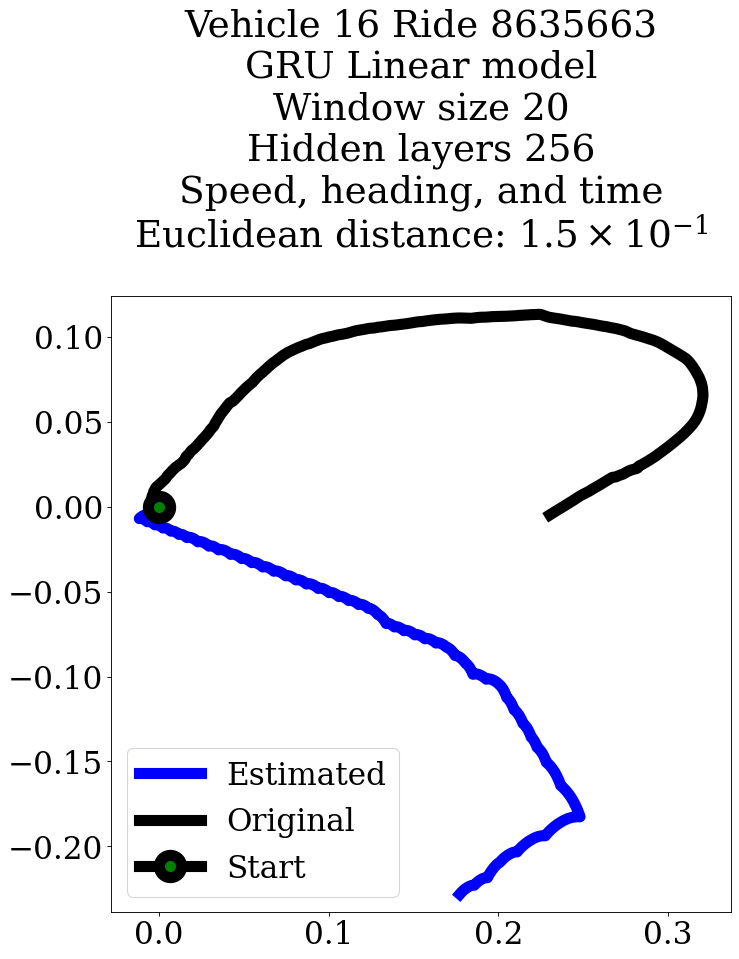 Vehicle 16 Ride 8635663
GRU Linear model
Window size 20
Hidden layers 256
Speed, heading, and time
Euclidean distance: 1.5 × 10⁻¹
0.10
0.05
0.00
−0.05
−0.10
−0.15
−0.20
Estimated
Original
Start
0.0 0.1 0.2 0.3